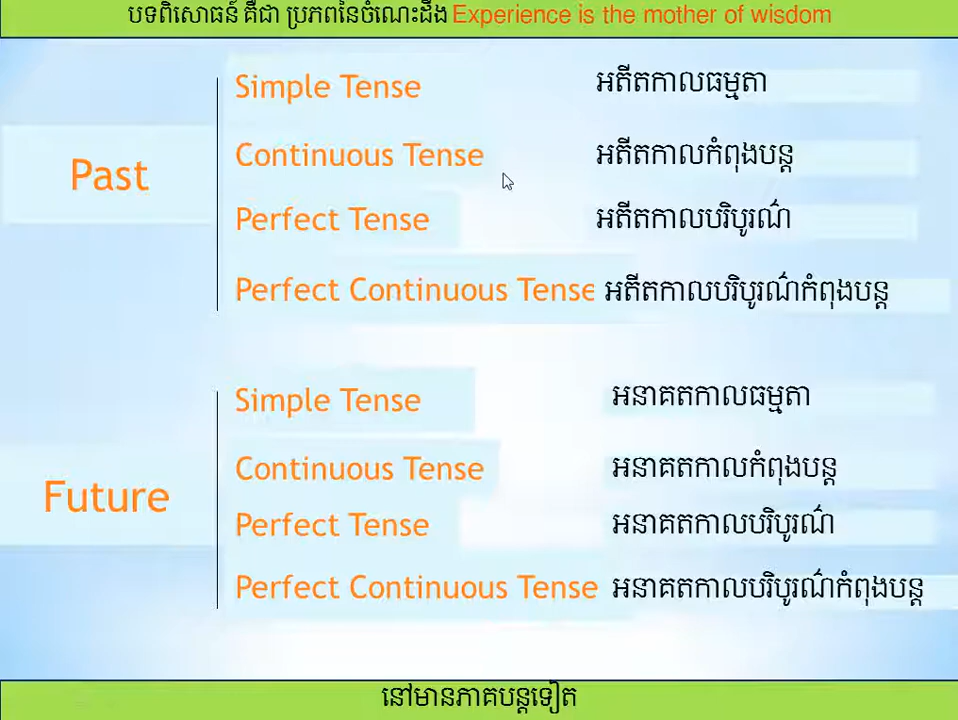 បទពិសោធន៍ គឺជា ប្រភពនៃចំណេះដឹង Experience is the mother of wisdom
Past
Simple Tense អតីតកាលធម្មតា
Continuous Tense អតីតកាលកំពុងបន្ត
Perfect Tense អតីតកាលបរិបូរណ៌
Perfect Continuous Tense អតីតកាលបរិបូរណ៌កំពុងបន្ត
Future
Simple Tense អនាគតកាលធម្មតា
Continuous Tense អនាគតកាលកំពុងបន្ត
Perfect Tense អនាគតកាលបរិបូរណ៌
Perfect Continuous Tense អនាគតកាលបរិបូរណ៌កំពុងបន្ត
នៅមានភាគបន្តទៀត